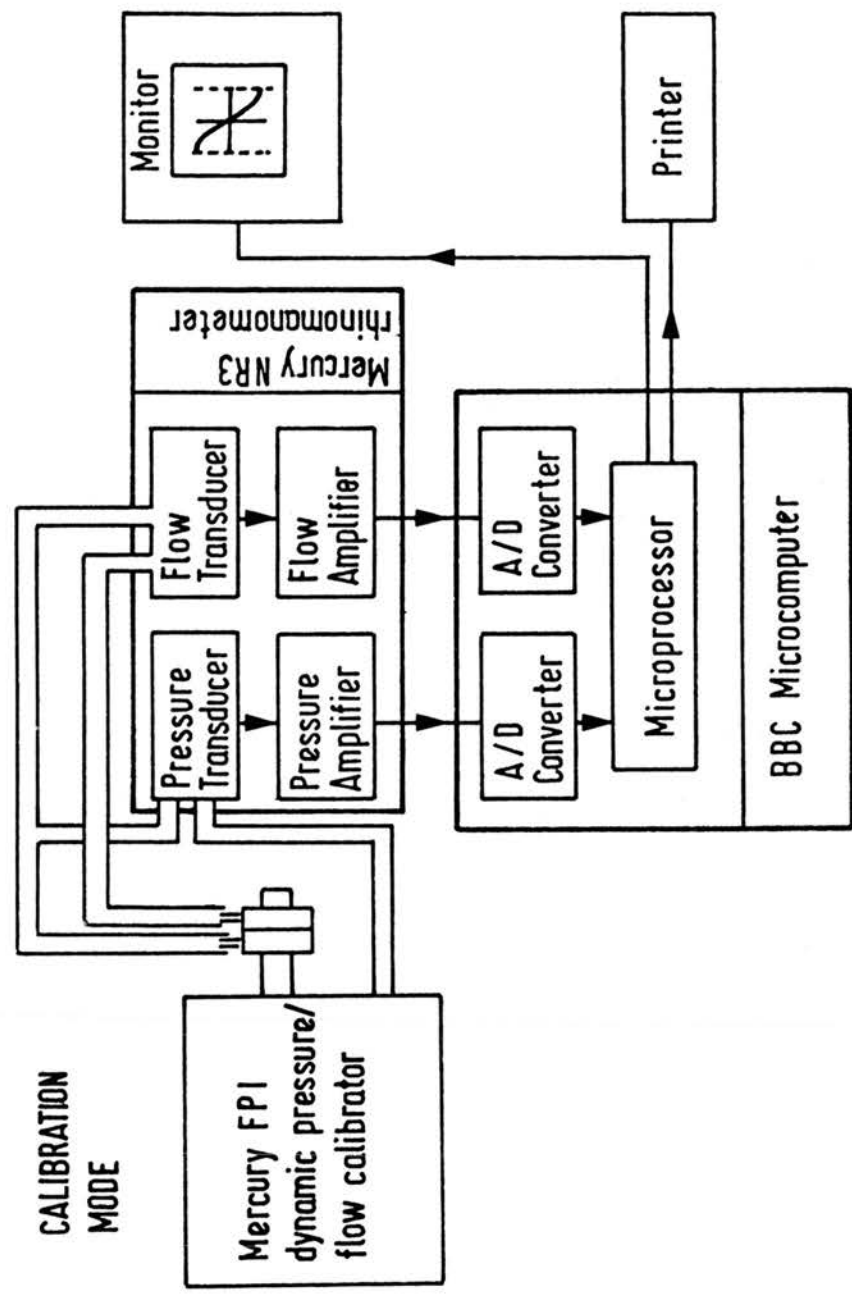 CALIBRATION
MODE
Mercury FP1
dynamic pressure/
flow calibrator
Pressure
Transducer
Flow
Transducer
Pressure
Amplifier
Flow
Amplifier
Mercury NR3
rhinomanometer
A/D
Converter
A/D
Converter
Microprocessor
BBC Microcomputer
Monitor
Printer